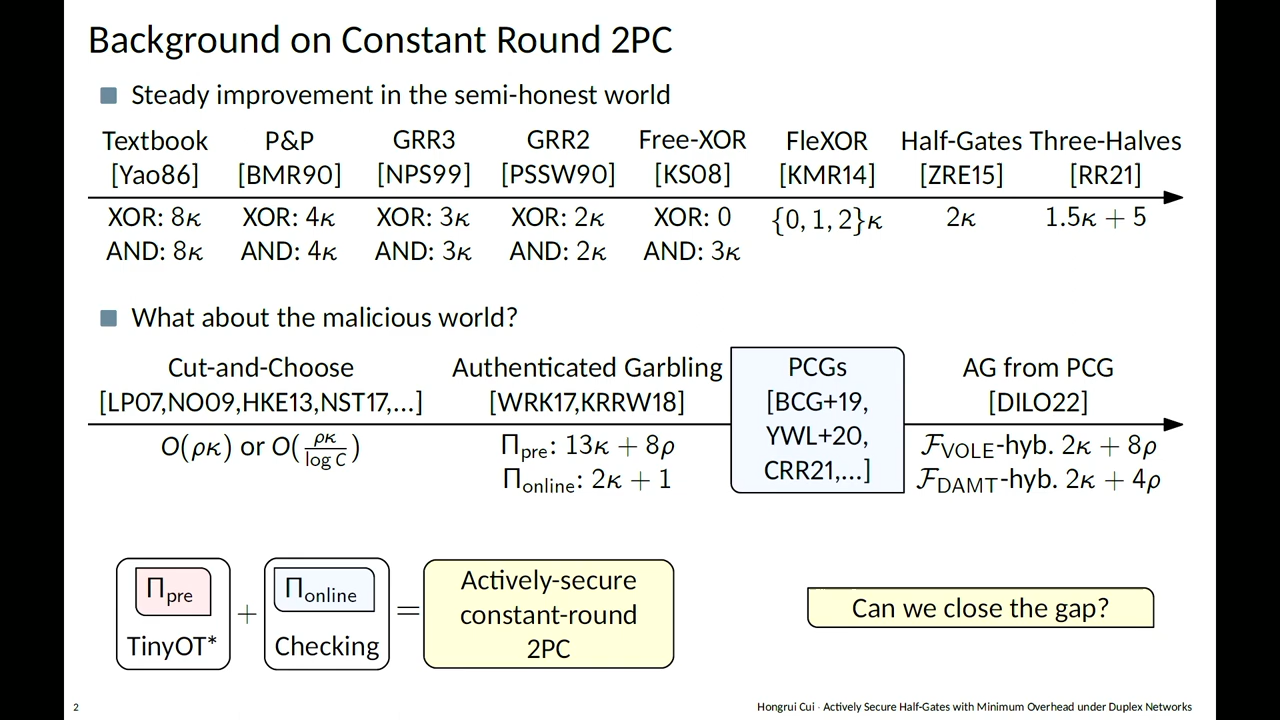 Background on Constant Round 2PC
Steady improvement in the semi-honest world
Textbook P&P GRR3 GRR2 Free-XOR FleXOR Half-Gates Three-Halves
[Yao86] [BMR90] [NPS99] [PSSW90] [KS08] [KMR14] [ZRE15] [RR21]
XOR: 8κ XOR: 4κ XOR: 3κ XOR: 2κ XOR: 0 {0, 1, 2}κ 2κ 1.5κ + 5
AND: 8κ AND: 4κ AND: 3κ AND: 2κ AND: 3κ
What about the malicious world?
Cut-and-Choose
[LP07,NO09,HKE13,NST17,...]
O(ρκ) or O(ρκ/log C)
Authenticated Garbling
[WRK17,KRRW18]
Πpre: 13κ + 8ρ
Πonline: 2κ + 1
PCGs
[BCG+19,
YWL+20,
CRR21,...]
AG from PCG
[DILO22]
ℱVOLE-hyb. 2κ + 8ρ
ℱDAMT-hyb. 2κ + 4ρ
Πpre
TinyOT*
+
Πonline
Checking
=
Actively-secure
constant-round
2PC
Can we close the gap?
2
Hongrui Cui · Actively Secure Half-Gates with Minimum Overhead under Duplex Networks